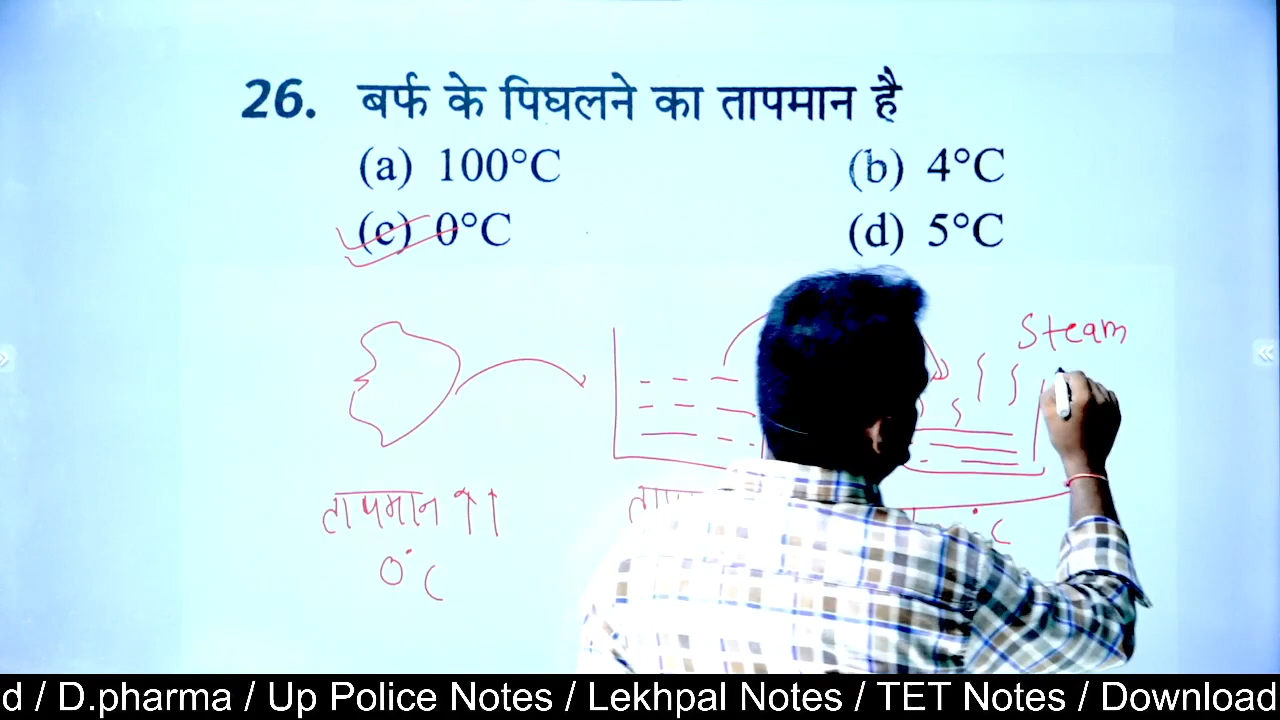 26. बर्फ के पिघलने का तापमान है
(a) 100°C (b) 4°C
(c) 0°C (d) 5°C
Steam
तापमान ↑↑
0°C
°C
d / D.pharma / Up Police Notes / Lekhpal Notes / TET Notes / Download